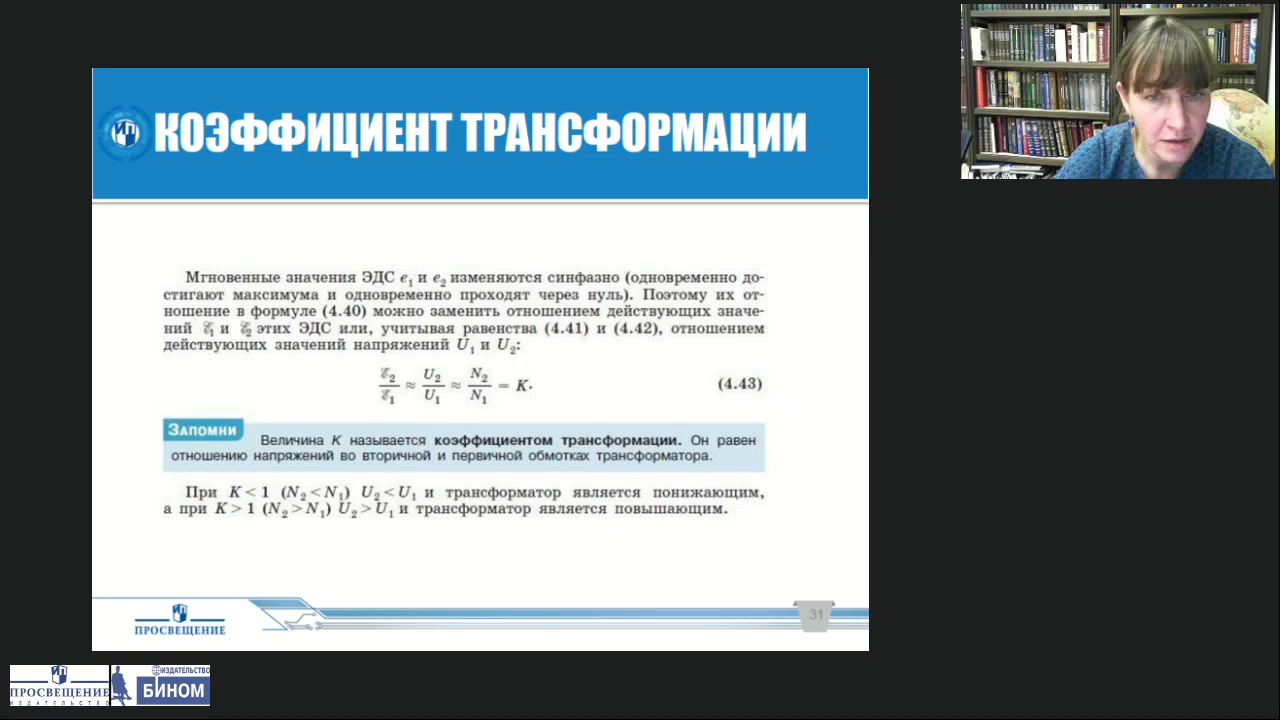 КОЭФФИЦИЕНТ ТРАНСФОРМАЦИИ
Мгновенные значения ЭДС e₁ и e₂ изменяются синфазно (одновременно до-
стигают максимума и одновременно проходят через нуль). Поэтому их от-
ношение в формуле (4.40) можно заменить отношением действующих значе-
ний ℰ₁ и ℰ₂ этих ЭДС или, учитывая равенства (4.41) и (4.42), отношением
действующих значений напряжений U₁ и U₂:
ℰ₂/ℰ₁ ≈ U₂/U₁ ≈ N₂/N₁ = K. (4.43)
Запомни
Величина K называется коэффициентом трансформации. Он равен
отношению напряжений во вторичной и первичной обмотках трансформатора.
При K < 1 (N₂ < N₁) U₂ < U₁ и трансформатор является понижающим,
а при K > 1 (N₂ > N₁) U₂ > U₁ и трансформатор является повышающим.
ПРОСВЕЩЕНИЕ
31
ПРОСВЕЩЕНИЕ
ИЗДАТЕЛЬСТВО
ИЗДАТЕЛЬСТВО
БИНОМ